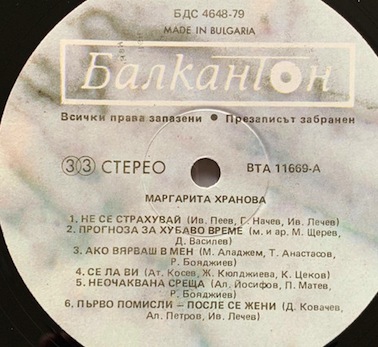 БДС 4648-79
MADE IN BULGARIA
Балкантон
Всички права запазени • Презаписът забранен
33 СТЕРЕО ВТА 11669-А
МАРГАРИТА ХРАНОВА
1. НЕ СЕ СТРАХУВАЙ (Ив. Пеев, Г. Начев, Ив. Лечев)
2. ПРОГНОЗА ЗА ХУБАВО ВРЕМЕ (м. и ар. М. Щерев,
Д. Василев)
3. АКО ВЯРВАШ В МЕН (М. Аладжем, Т. Анастасов,
Р. Бояджиев)
4. СЕ ЛА ВИ (Ат. Косев, Ж. Кюлджиева, К. Цеков)
5. НЕОЧАКВАНА СРЕЩА (Ал. Йосифов, П. Матев,
Р. Бояджиев)
6. ПЪРВО ПОМИСЛИ – ПОСЛЕ СЕ ЖЕНИ (Д. Ковачев,
Ал. Петров, Ив. Лечев)